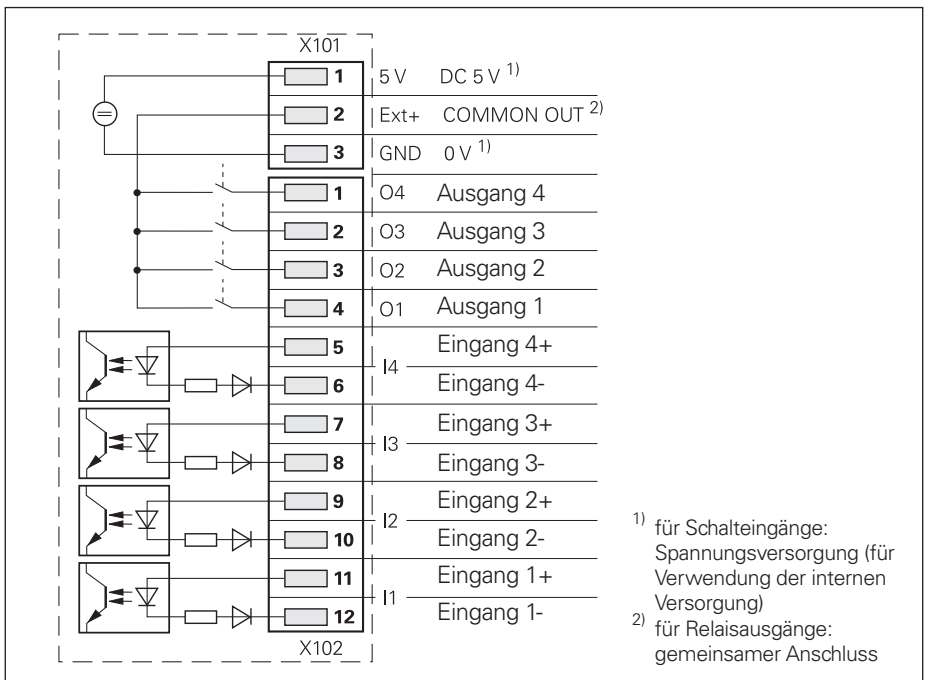 X101
1 5 V DC 5 V 1)
2 Ext+ COMMON OUT 2)
3 GND 0 V 1)
1 O4 Ausgang 4
2 O3 Ausgang 3
3 O2 Ausgang 2
4 O1 Ausgang 1
5 Eingang 4+
I4
6 Eingang 4-
7 Eingang 3+
I3
8 Eingang 3-
9 Eingang 2+
I2
10 Eingang 2-
11 Eingang 1+
I1
12 Eingang 1-
X102
1) für Schalteingänge:
Spannungsversorgung (für
Verwendung der internen
Versorgung)
2) für Relaisausgänge:
gemeinsamer Anschluss